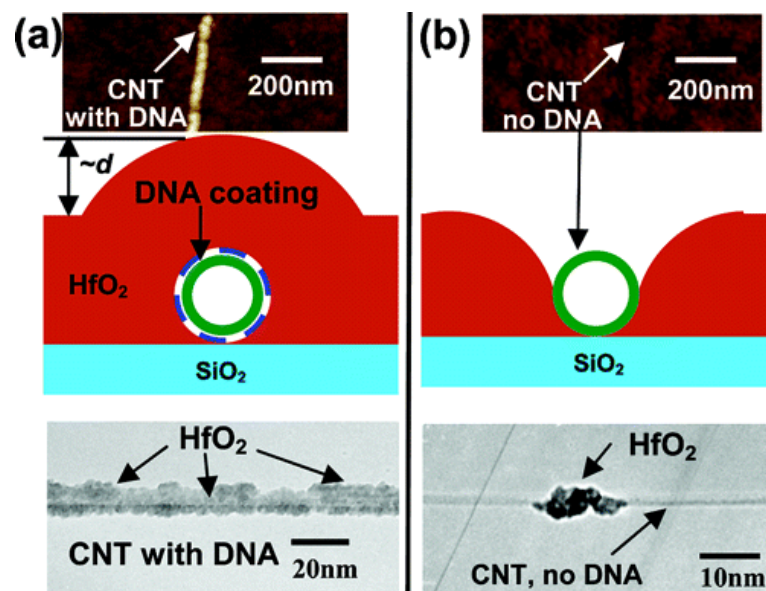 (a)
CNT
with DNA
200nm
~d
DNA coating
HfO₂
SiO₂
HfO₂
CNT with DNA
20nm
(b)
CNT
no DNA
200nm
SiO₂
HfO₂
CNT, no DNA
10nm